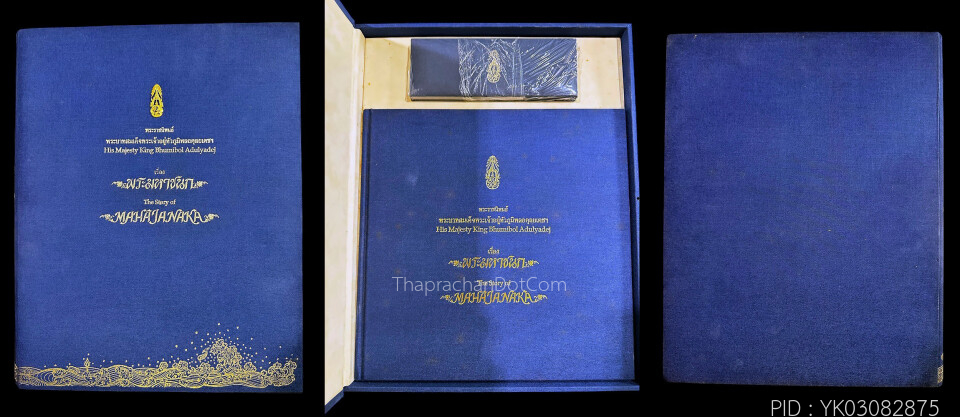 พระราชนิพนธ์
พระบาทสมเด็จพระเจ้าอยู่หัวภูมิพลอดุลยเดชฯ
His Majesty King Bhumibol Adulyadej
เรื่อง
พระมหาชนก
The Story of
MAHAJANAKA
พระราชนิพนธ์
พระบาทสมเด็จพระเจ้าอยู่หัวภูมิพลอดุลยเดชฯ
His Majesty King Bhumibol Adulyadej
เรื่อง
พระมหาชนก
ThaprachanDotCom
The Story of
MAHAJANAKA
PID : YK03082875